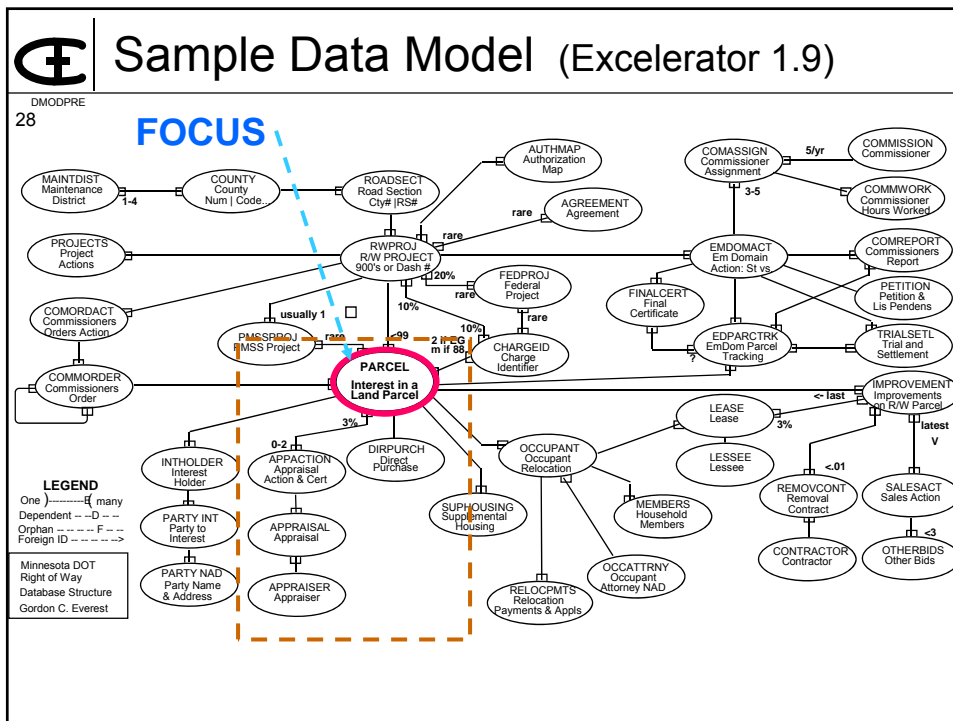 Sample Data Model (Excelerator 1.9)
DMODPRE
28
FOCUS
MAINTDIST
Maintenance
District
1-4
COUNTY
County
Num | Code...
ROADSECT
Road Section
Cty# |RS#
AUTHMAP
Authorization
Map
AGREEMENT
Agreement
rare
COMASSIGN
Commissioner
Assignment
3-5
5/yr
COMMISSION
Commissioner
COMMWORK
Commissioner
Hours Worked
PROJECTS
Project
Actions
RWPROJ
R/W PROJECT
900's or Dash #
20%
rare
FEDPROJ
Federal
Project
rare
EMDOMACT
Em Domain
Action: St vs
COMREPORT
Commissioners
Report
PETITION
Petition &
Lis Pendens
FINALCERT
Final
Certificate
COMORDACT
Commissioners
Orders Action
usually 1
10%
10%
PMSSPROJ
PMSS Project
rare
<99
2 if EG
m if 88
CHARGEID
Charge
Identifier
EDPARCTRK
EmDom Parcel
Tracking
?
TRIALSETL
Trial and
Settlement
COMMORDER
Commissioners
Order
PARCEL
Interest in a
Land Parcel
IMPROVEMENT
Improvements
on R/W Parcel
<- last
latest
V
LEASE
Lease
3%
LESSEE
Lessee
3%
0-2
INTHOLDER
Interest
Holder
APPACTION
Appraisal
Action & Cert
DIRPURCH
Direct
Purchase
OCCUPANT
Occupant
Relocation
<.01
REMOVCONT
Removal
Contract
SALESACT
Sales Action
LEGEND
One )----------E( many
Dependent -- --D -- --
Orphan -- -- -- -- F -- --
Foreign ID -- -- -- -- -->
PARTY INT
Party to
Interest
APPRAISAL
Appraisal
SUPHOUSING
Supplemental
Housing
MEMBERS
Household
Members
CONTRACTOR
Contractor
<3
OTHERBIDS
Other Bids
Minnesota DOT
Right of Way
Database Structure
Gordon C. Everest
PARTY NAD
Party Name
& Address
APPRAISER
Appraiser
RELOCPMTS
Relocation
Payments & Appls
OCCATTRNY
Occupant
Attorney NAD